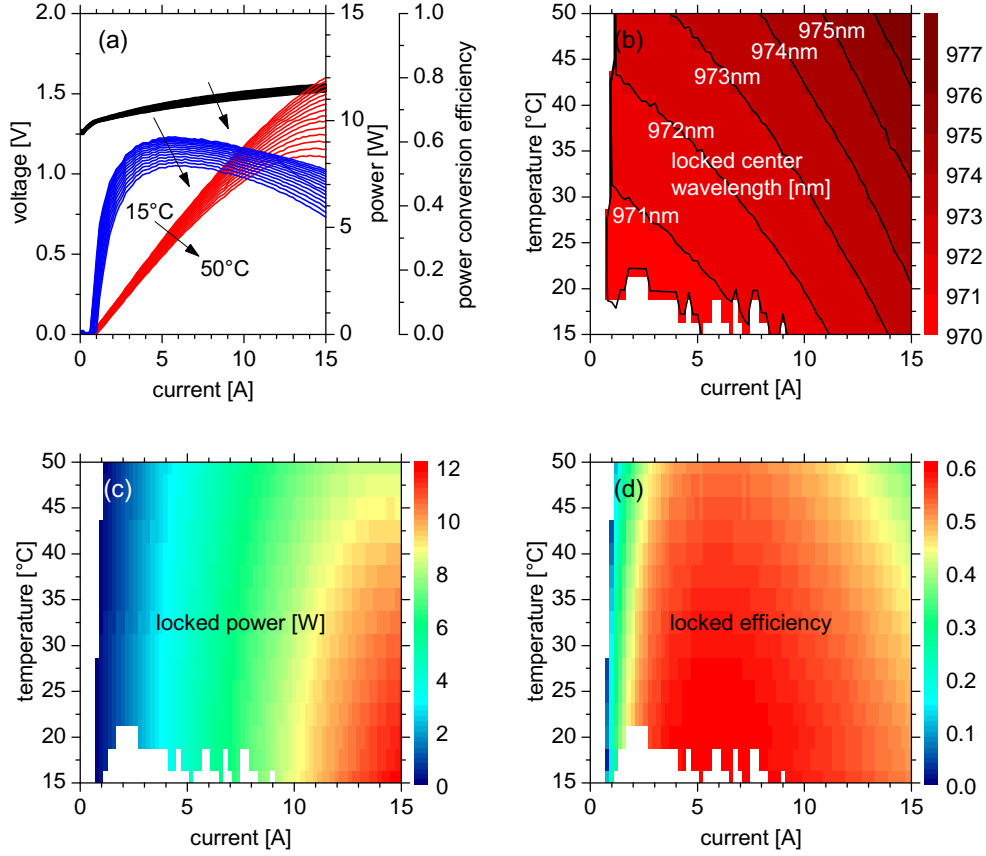 (a)
2.0
1.5
1.0
0.5
0.0
voltage [V]
0 5 10 15
current [A]
15
10
5
0
power [W]
1.0
0.8
0.6
0.4
0.2
0.0
power conversion efficiency
15°C
50°C
(b)
50
45
40
35
30
25
20
15
temperature [°C]
0 5 10 15
current [A]
975nm
974nm
973nm
972nm
locked center
wavelength [nm]
971nm
977
976
975
974
973
972
971
970
(c)
50
45
40
35
30
25
20
15
temperature [°C]
locked power [W]
0 5 10 15
current [A]
12
10
8
6
4
2
0
(d)
50
45
40
35
30
25
20
15
temperature [°C]
locked efficiency
0 5 10 15
current [A]
0.6
0.5
0.4
0.3
0.2
0.1
0.0